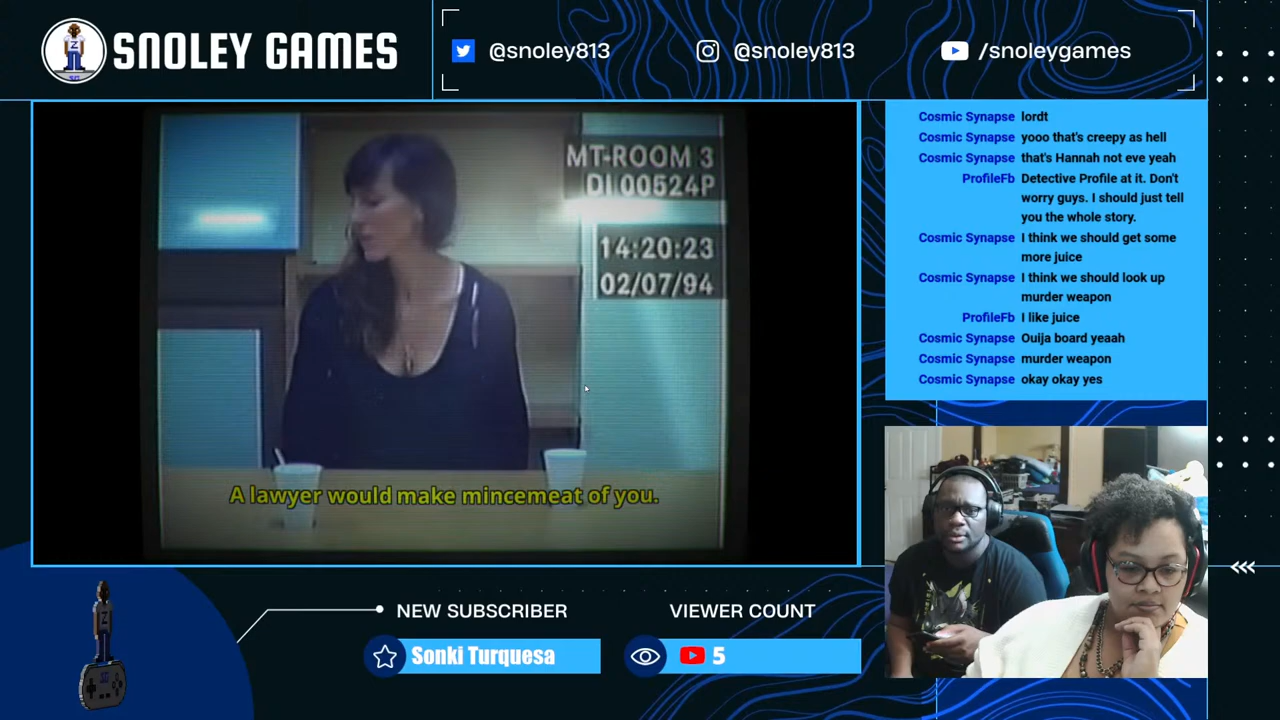 SNOLEY GAMES
@snoley813
@snoley813
/snoleygames
MT-ROOM 3
DI 00524P
14:20:23
02/07/94
A lawyer would make mincemeat of you.
Cosmic Synapse lordt
Cosmic Synapse yooo that's creepy as hell
Cosmic Synapse that's Hannah not eve yeah
ProfileFb Detective Profile at it. Don't
worry guys. I should just tell
you the whole story.
Cosmic Synapse I think we should get some
more juice
Cosmic Synapse I think we should look up
murder weapon
ProfileFb I like juice
Cosmic Synapse Ouija board yeaah
Cosmic Synapse murder weapon
Cosmic Synapse okay okay yes
NEW SUBSCRIBER
Sonki Turquesa
VIEWER COUNT
5